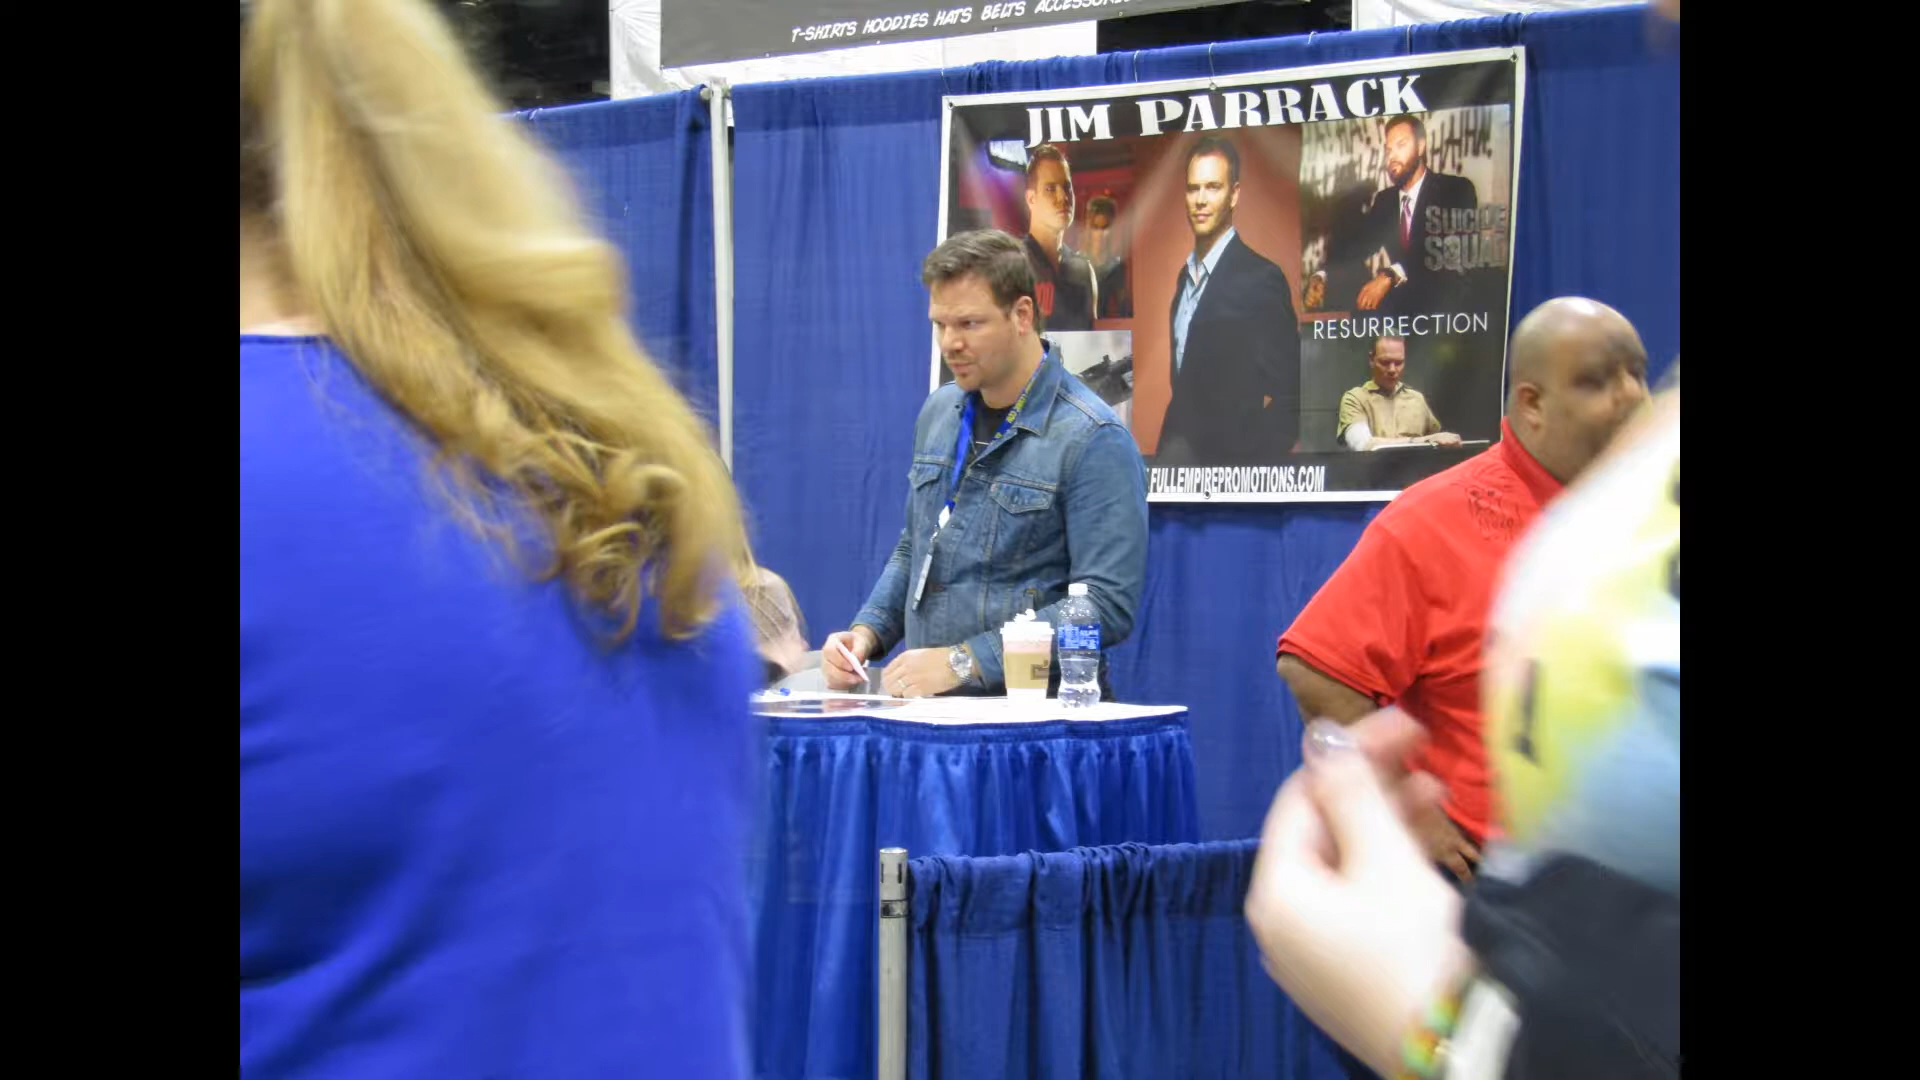 T-SHIRTS HOODIES HATS BELTS
JIM PARRACK
SUICIDE
SQUAD
RESURRECTION
.FULLEMPIREPROMOTIONS.COM